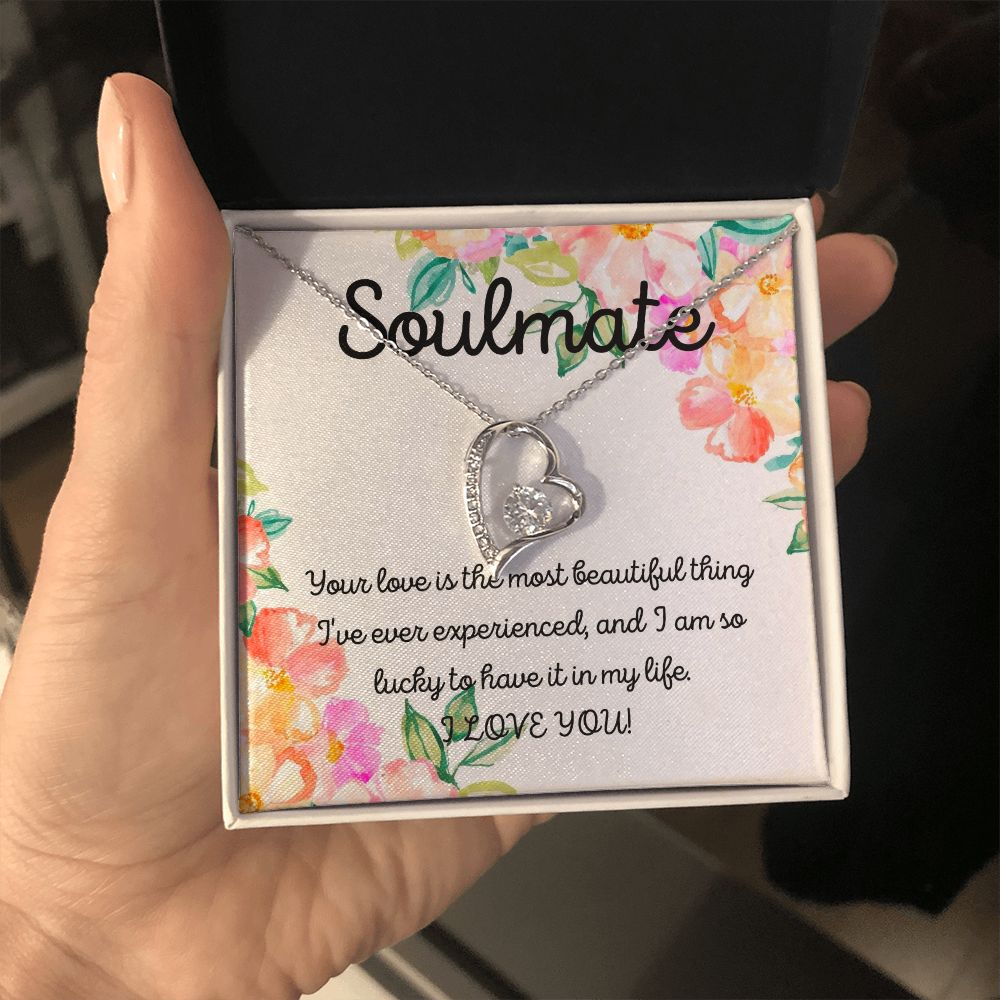 Soulmate
Your love is the most beautiful thing
I've ever experienced, and I am so
lucky to have it in my life.
I LOVE YOU!